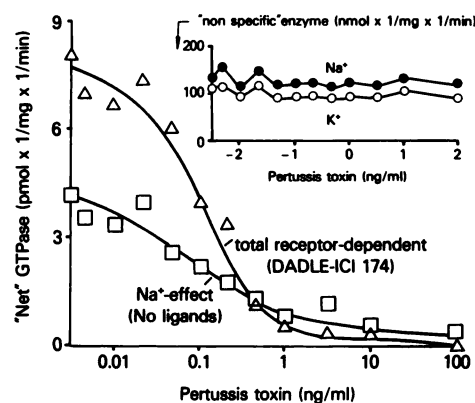 "non specific" enzyme (nmol x 1/mg x 1/min)
200
100
0
Na⁺
K⁺
-2 -1 0 1 2
Pertussis toxin (ng/ml)
"Net" GTPase (pmol x 1/mg x 1/min)
9
6
3
0
total receptor-dependent
(DADLE-ICI 174)
Na⁺-effect
(No ligands)
0.01 0.1 1 10 100
Pertussis toxin (ng/ml)